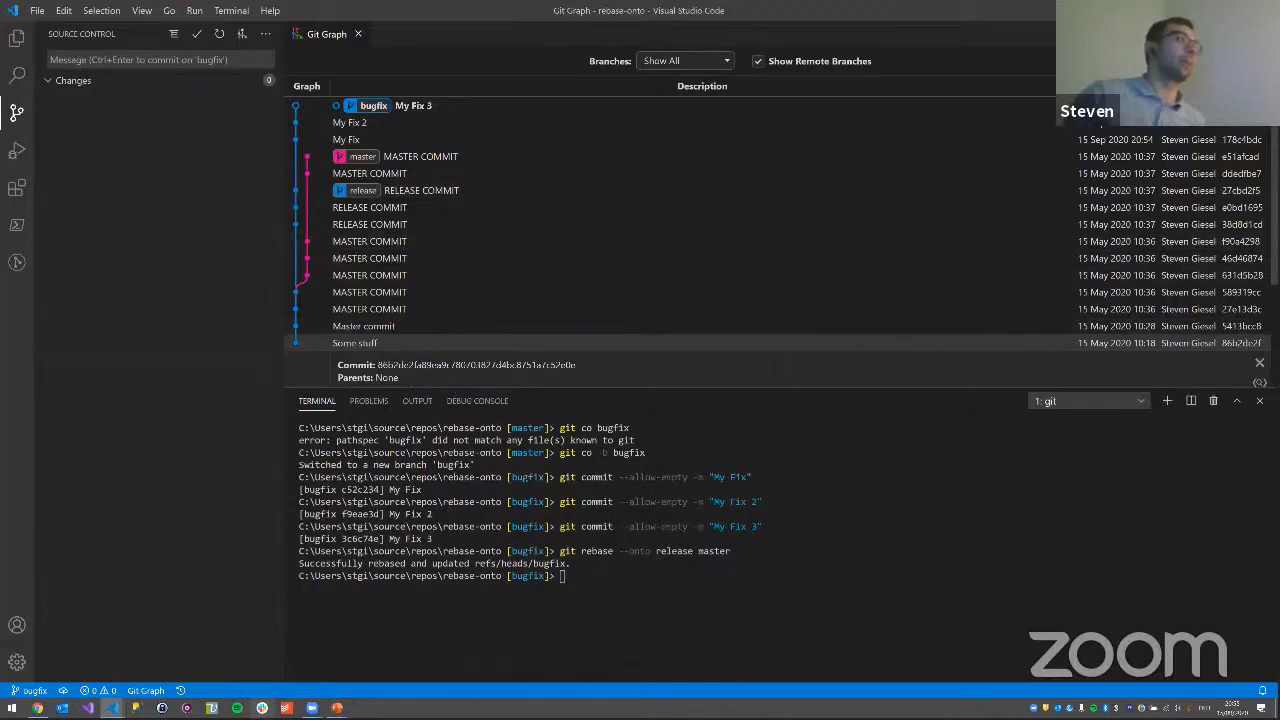 File Edit Selection View Go Run Terminal Help
Git Graph - rebase-onto - Visual Studio Code
SOURCE CONTROL
Message (Ctrl+Enter to commit on 'bugfix')
Changes 0
Git Graph
Branches: Show All Show Remote Branches
Graph Description
bugfix My Fix 3
My Fix 2
My Fix 15 Sep 2020 20:54 Steven Giesel 178c4bdc
master MASTER COMMIT 15 May 2020 10:37 Steven Giesel e51afcad
MASTER COMMIT 15 May 2020 10:37 Steven Giesel ddedfbe7
release RELEASE COMMIT 15 May 2020 10:37 Steven Giesel 27cbd2f5
RELEASE COMMIT 15 May 2020 10:37 Steven Giesel e0bd1695
RELEASE COMMIT 15 May 2020 10:37 Steven Giesel 38d8d1cd
MASTER COMMIT 15 May 2020 10:36 Steven Giesel f90a4298
MASTER COMMIT 15 May 2020 10:36 Steven Giesel 46d46874
MASTER COMMIT 15 May 2020 10:36 Steven Giesel 631d5b28
MASTER COMMIT 15 May 2020 10:36 Steven Giesel 589319cc
MASTER COMMIT 15 May 2020 10:36 Steven Giesel 27e13d3c
Master commit 15 May 2020 10:28 Steven Giesel 5413bcc8
Some stuff 15 May 2020 10:18 Steven Giesel 86b2de2f
Commit: 86b2de2fa89ea9c780703827d4bc8751a7c52e0e
Parents: None
TERMINAL PROBLEMS OUTPUT DEBUG CONSOLE
1: git
C:\Users\stgi\source\repos\rebase-onto [master]> git co bugfix
error: pathspec 'bugfix' did not match any file(s) known to git
C:\Users\stgi\source\repos\rebase-onto [master]> git co -b bugfix
Switched to a new branch 'bugfix'
C:\Users\stgi\source\repos\rebase-onto [bugfix]> git commit --allow-empty -m "My Fix"
[bugfix c52c234] My Fix
C:\Users\stgi\source\repos\rebase-onto [bugfix]> git commit --allow-empty -m "My Fix 2"
[bugfix f9eae3d] My Fix 2
C:\Users\stgi\source\repos\rebase-onto [bugfix]> git commit --allow-empty -m "My Fix 3"
[bugfix 3c6c74e] My Fix 3
C:\Users\stgi\source\repos\rebase-onto [bugfix]> git rebase --onto release master
Successfully rebased and updated refs/heads/bugfix.
C:\Users\stgi\source\repos\rebase-onto [bugfix]>
Steven
zoom
bugfix 0 0 Git Graph
20:55
15/09/2020